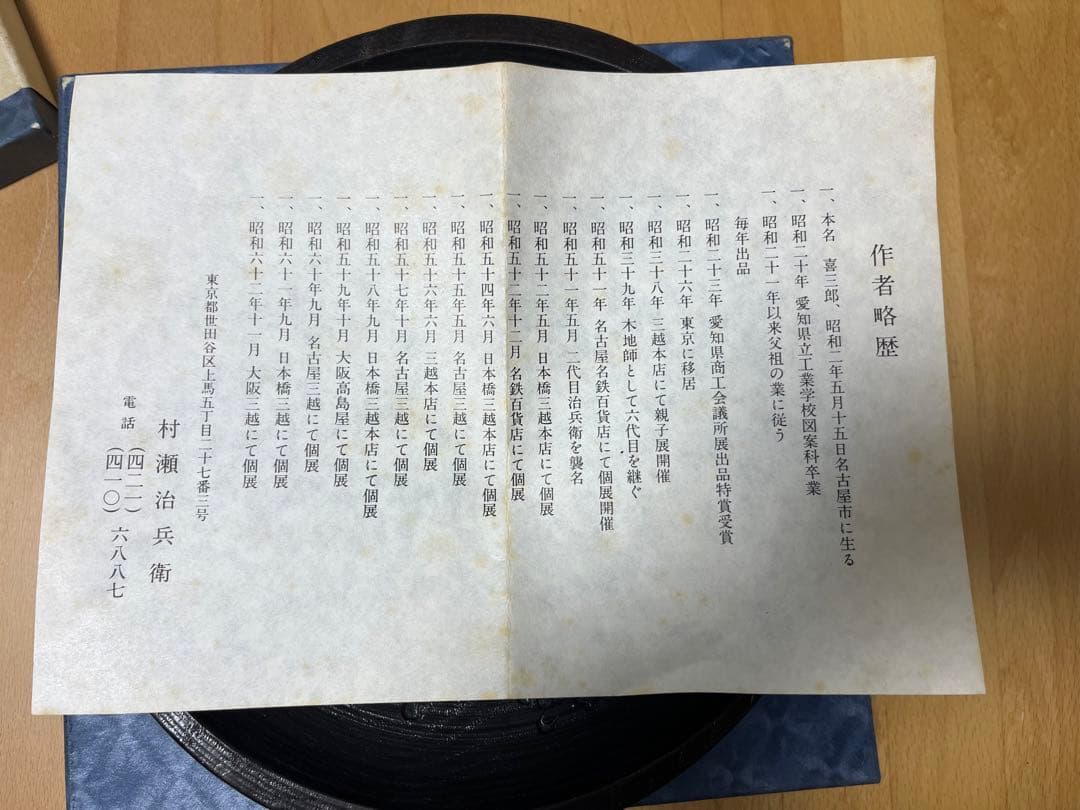 作者略歴
一、本名　喜三郎、昭和二年五月十五日名古屋市に生る
一、昭和二十年　愛知県立工業学校図案科卒業
一、昭和二十一年以来父祖の業に従う
一、昭和二十三年　愛知県商工会議所展出品特賞受賞
毎年出品
一、昭和二十六年　東京に移居
一、昭和三十八年　三越本店にて親子展開催
一、昭和三十九年　木地師として六代目を継ぐ
一、昭和五十一年　名古屋名鉄百貨店にて個展開催
一、昭和五十一年五月　二代目治兵衛を襲名
一、昭和五十二年五月　日本橋三越本店にて個展
一、昭和五十二年十二月　名鉄百貨店にて個展
一、昭和五十四年六月　日本橋三越本店にて個展
一、昭和五十五年五月　名古屋三越にて個展
一、昭和五十六年六月　三越本店にて個展
一、昭和五十七年十月　名古屋三越にて個展
一、昭和五十八年九月　日本橋三越本店にて個展
一、昭和五十九年十月　大阪高島屋にて個展
一、昭和六十年九月　名古屋三越にて個展
一、昭和六十一年九月　日本橋三越にて個展
一、昭和六十二年十一月　大阪三越にて個展
東京都世田谷区上馬五丁目二十七番三号
村瀬治兵衛
電話（四二一）
（四一〇）六八八七